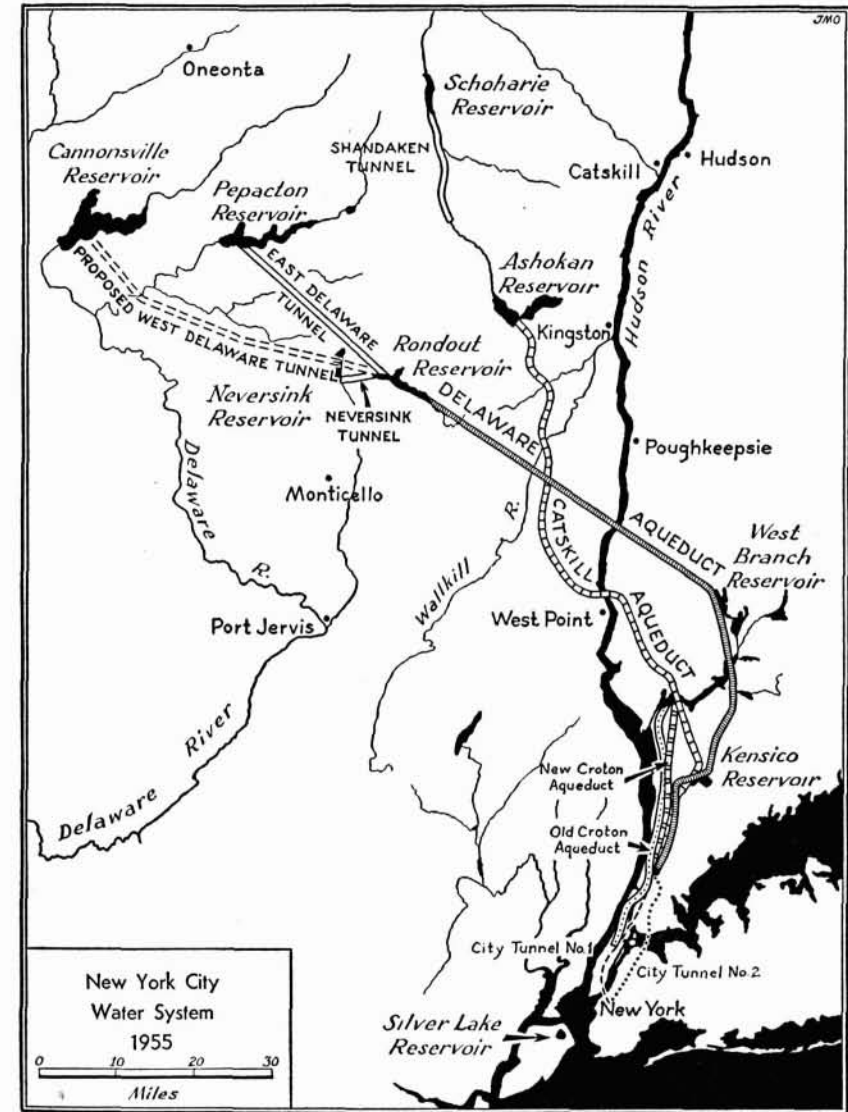 JMO
Oneonta
Schoharie
Reservoir
Cannonsville
Reservoir
SHANDAKEN
TUNNEL
Catskill
Hudson
Pepacton
Reservoir
Hudson River
EAST DELAWARE
TUNNEL
Ashokan
Reservoir
PROPOSED WEST DELAWARE TUNNEL
Kingston
Rondout
Reservoir
Neversink
Reservoir
NEVERSINK
TUNNEL
DELAWARE
AQUEDUCT
Poughkeepsie
Monticello
Delaware
R.
CATSKILL
AQUEDUCT
West
Branch
Reservoir
Wallkill
R.
Port Jervis
West Point
Delaware River
New Croton
Aqueduct
Kensico
Reservoir
Old Croton
Aqueduct
City Tunnel No.1
City Tunnel No.2
New York
Silver Lake
Reservoir
New York City
Water System
1955
0 10 20 30
Miles